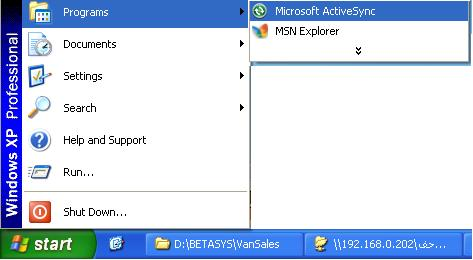 Programs
Microsoft ActiveSync
MSN Explorer
Documents
Settings
Search
Help and Support
Run...
Shut Down...
Windows XP Professional
start
D:\BETASYS\VanSales
\\192.168.0.202\حف...